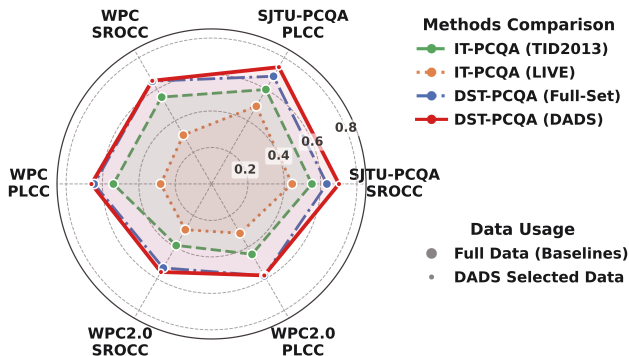 WPC
SROCC
SJTU-PCQA
PLCC
WPC
PLCC
SJTU-PCQA
SROCC
WPC2.0
SROCC
WPC2.0
PLCC
0.2
0.4
0.6
0.8
Methods Comparison
IT-PCQA (TID2013)
IT-PCQA (LIVE)
DST-PCQA (Full-Set)
DST-PCQA (DADS)
Data Usage
Full Data (Baselines)
DADS Selected Data